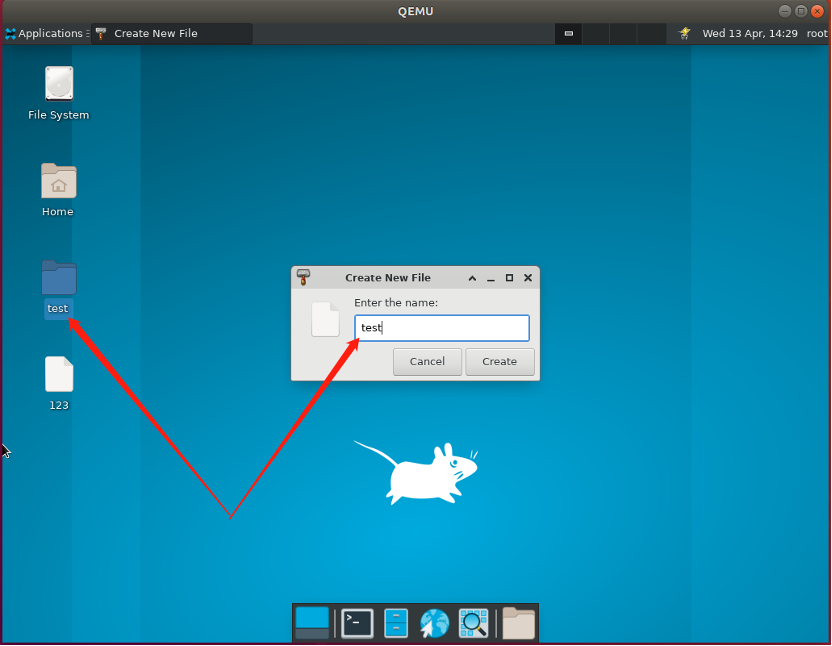 QEMU
Applications
Create New File
Wed 13 Apr, 14:29
root
File System
Home
test
123
Create New File
Enter the name:
test
Cancel
Create